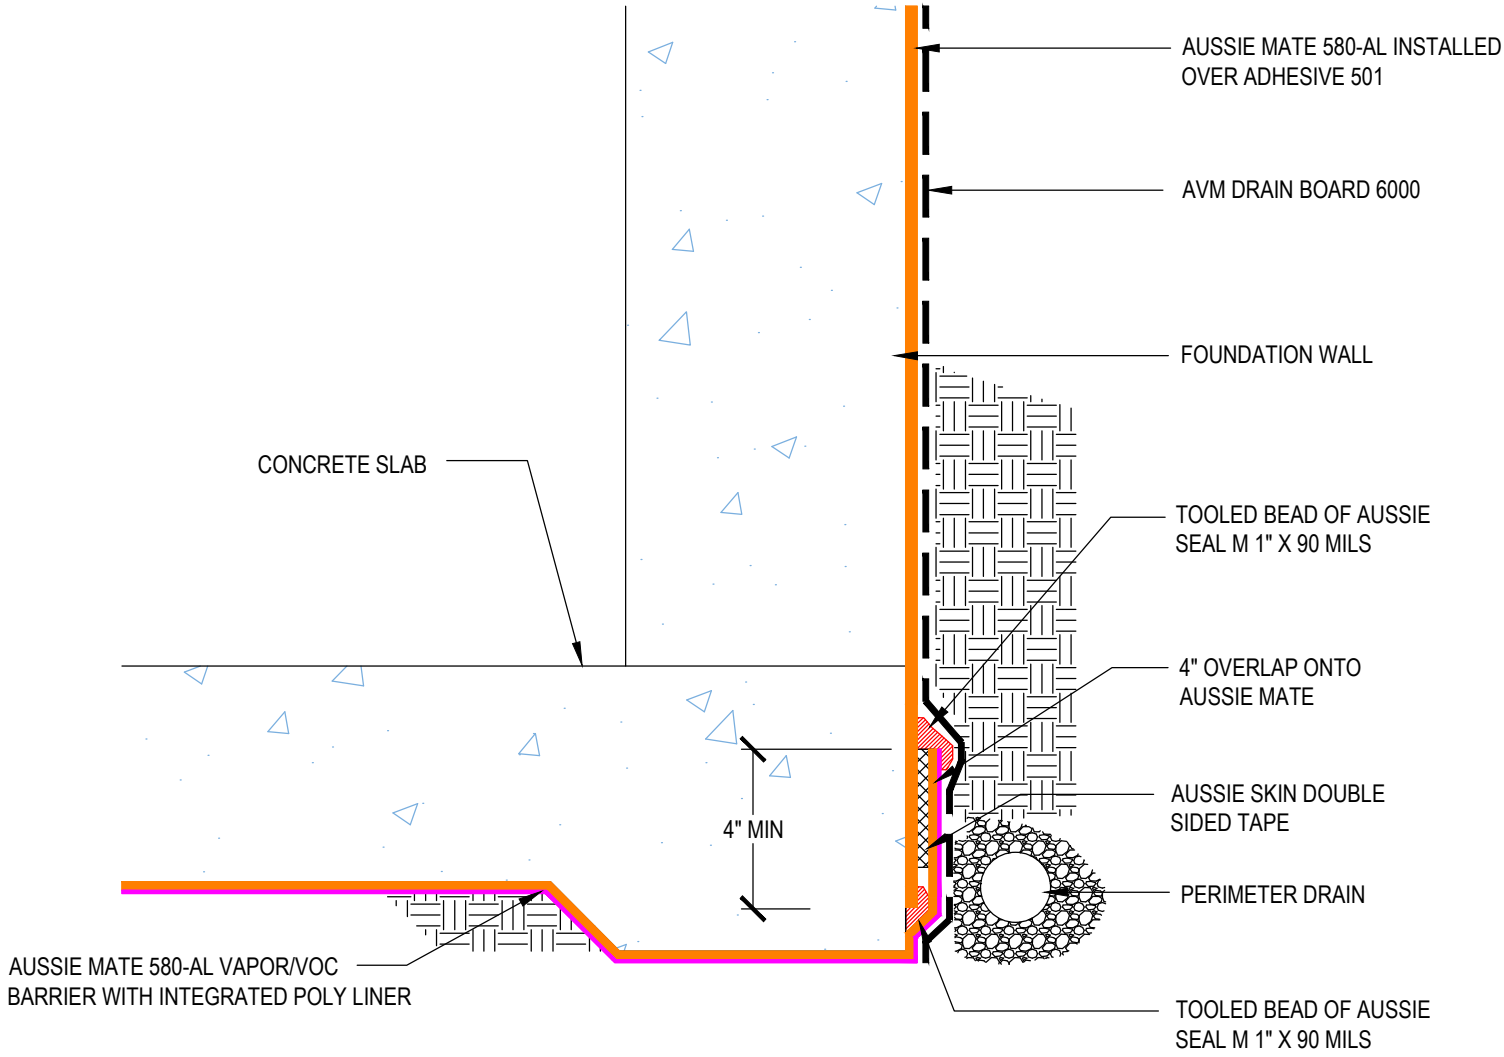 AUSSIE MATE 580-AL INSTALLED
OVER ADHESIVE 501
AVM DRAIN BOARD 6000
FOUNDATION WALL
CONCRETE SLAB
TOOLED BEAD OF AUSSIE
SEAL M 1" X 90 MILS
4" OVERLAP ONTO
AUSSIE MATE
AUSSIE SKIN DOUBLE
SIDED TAPE
4" MIN
PERIMETER DRAIN
AUSSIE MATE 580-AL VAPOR/VOC
BARRIER WITH INTEGRATED POLY LINER
TOOLED BEAD OF AUSSIE
SEAL M 1" X 90 MILS